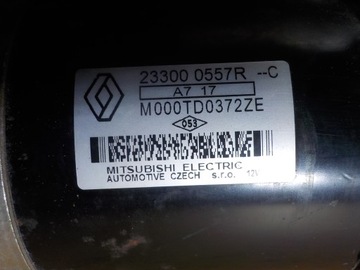 23300 0557R --C
A7 17
M000TD0372ZE
053
MITSUBISHI ELECTRIC
AUTOMOTIVE CZECH s.r.o. 12V